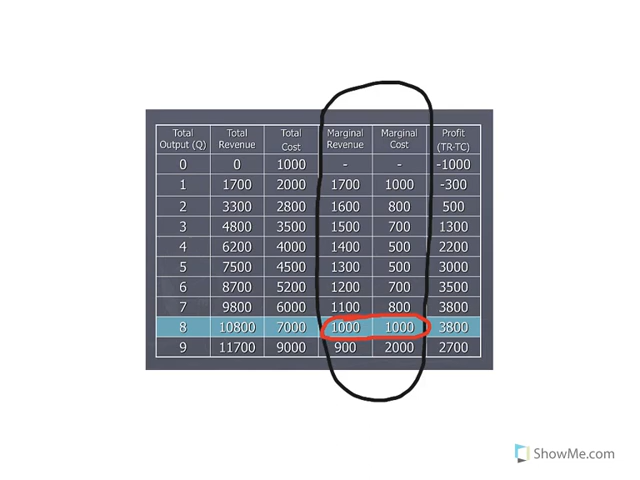 Total Output (Q) Total Revenue Total Cost Marginal Revenue Marginal Cost Profit (TR-TC)
0 0 1000 - - -1000
1 1700 2000 1700 1000 -300
2 3300 2800 1600 800 500
3 4800 3500 1500 700 1300
4 6200 4000 1400 500 2200
5 7500 4500 1300 500 3000
6 8700 5200 1200 700 3500
7 9800 6000 1100 800 3800
8 10800 7000 1000 1000 3800
9 11700 9000 900 2000 2700
ShowMe.com